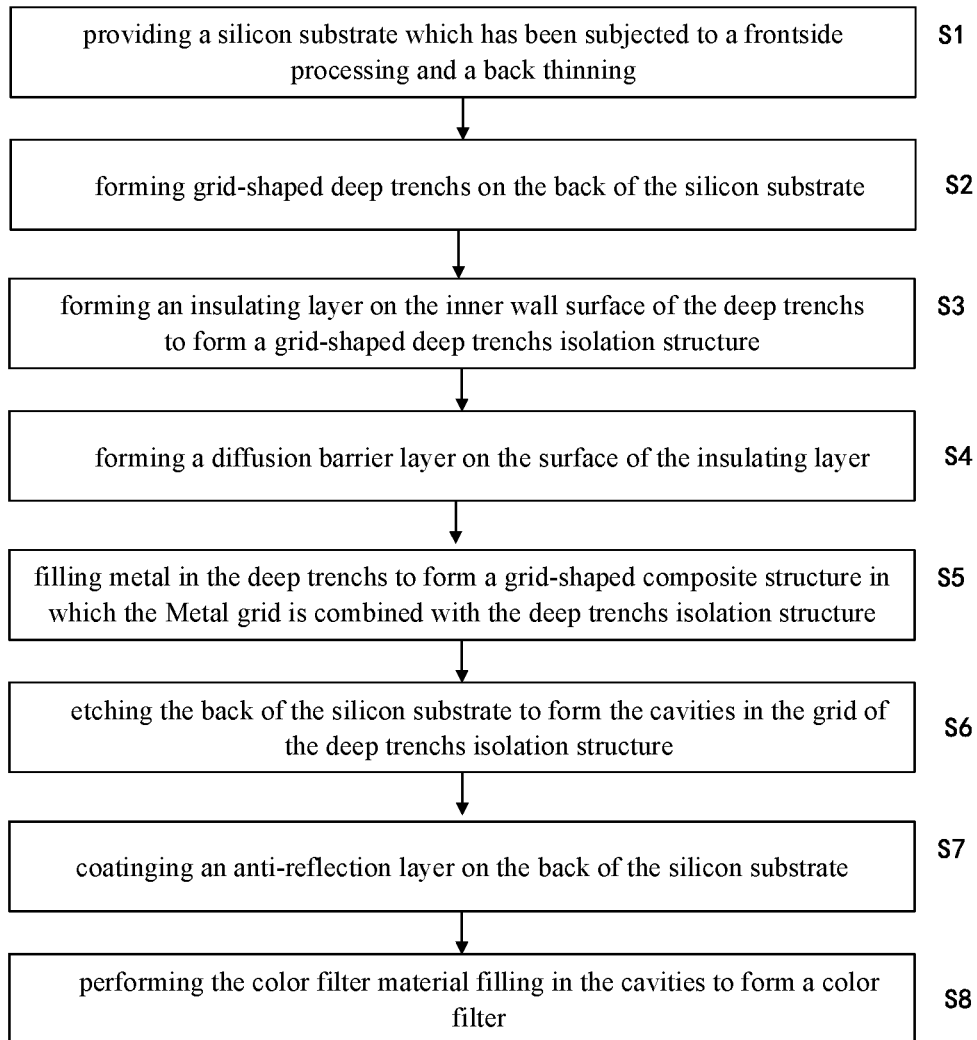 providing a silicon substrate which has been subjected to a frontside
processing and a back thinning
S1
forming grid-shaped deep trenchs on the back of the silicon substrate
S2
forming an insulating layer on the inner wall surface of the deep trenchs
to form a grid-shaped deep trenchs isolation structure
S3
forming a diffusion barrier layer on the surface of the insulating layer
S4
filling metal in the deep trenchs to form a grid-shaped composite structure in
which the Metal grid is combined with the deep trenchs isolation structure
S5
etching the back of the silicon substrate to form the cavities in the grid of
the deep trenchs isolation structure
S6
coatinging an anti-reflection layer on the back of the silicon substrate
S7
performing the color filter material filling in the cavities to form a color
filter
S8